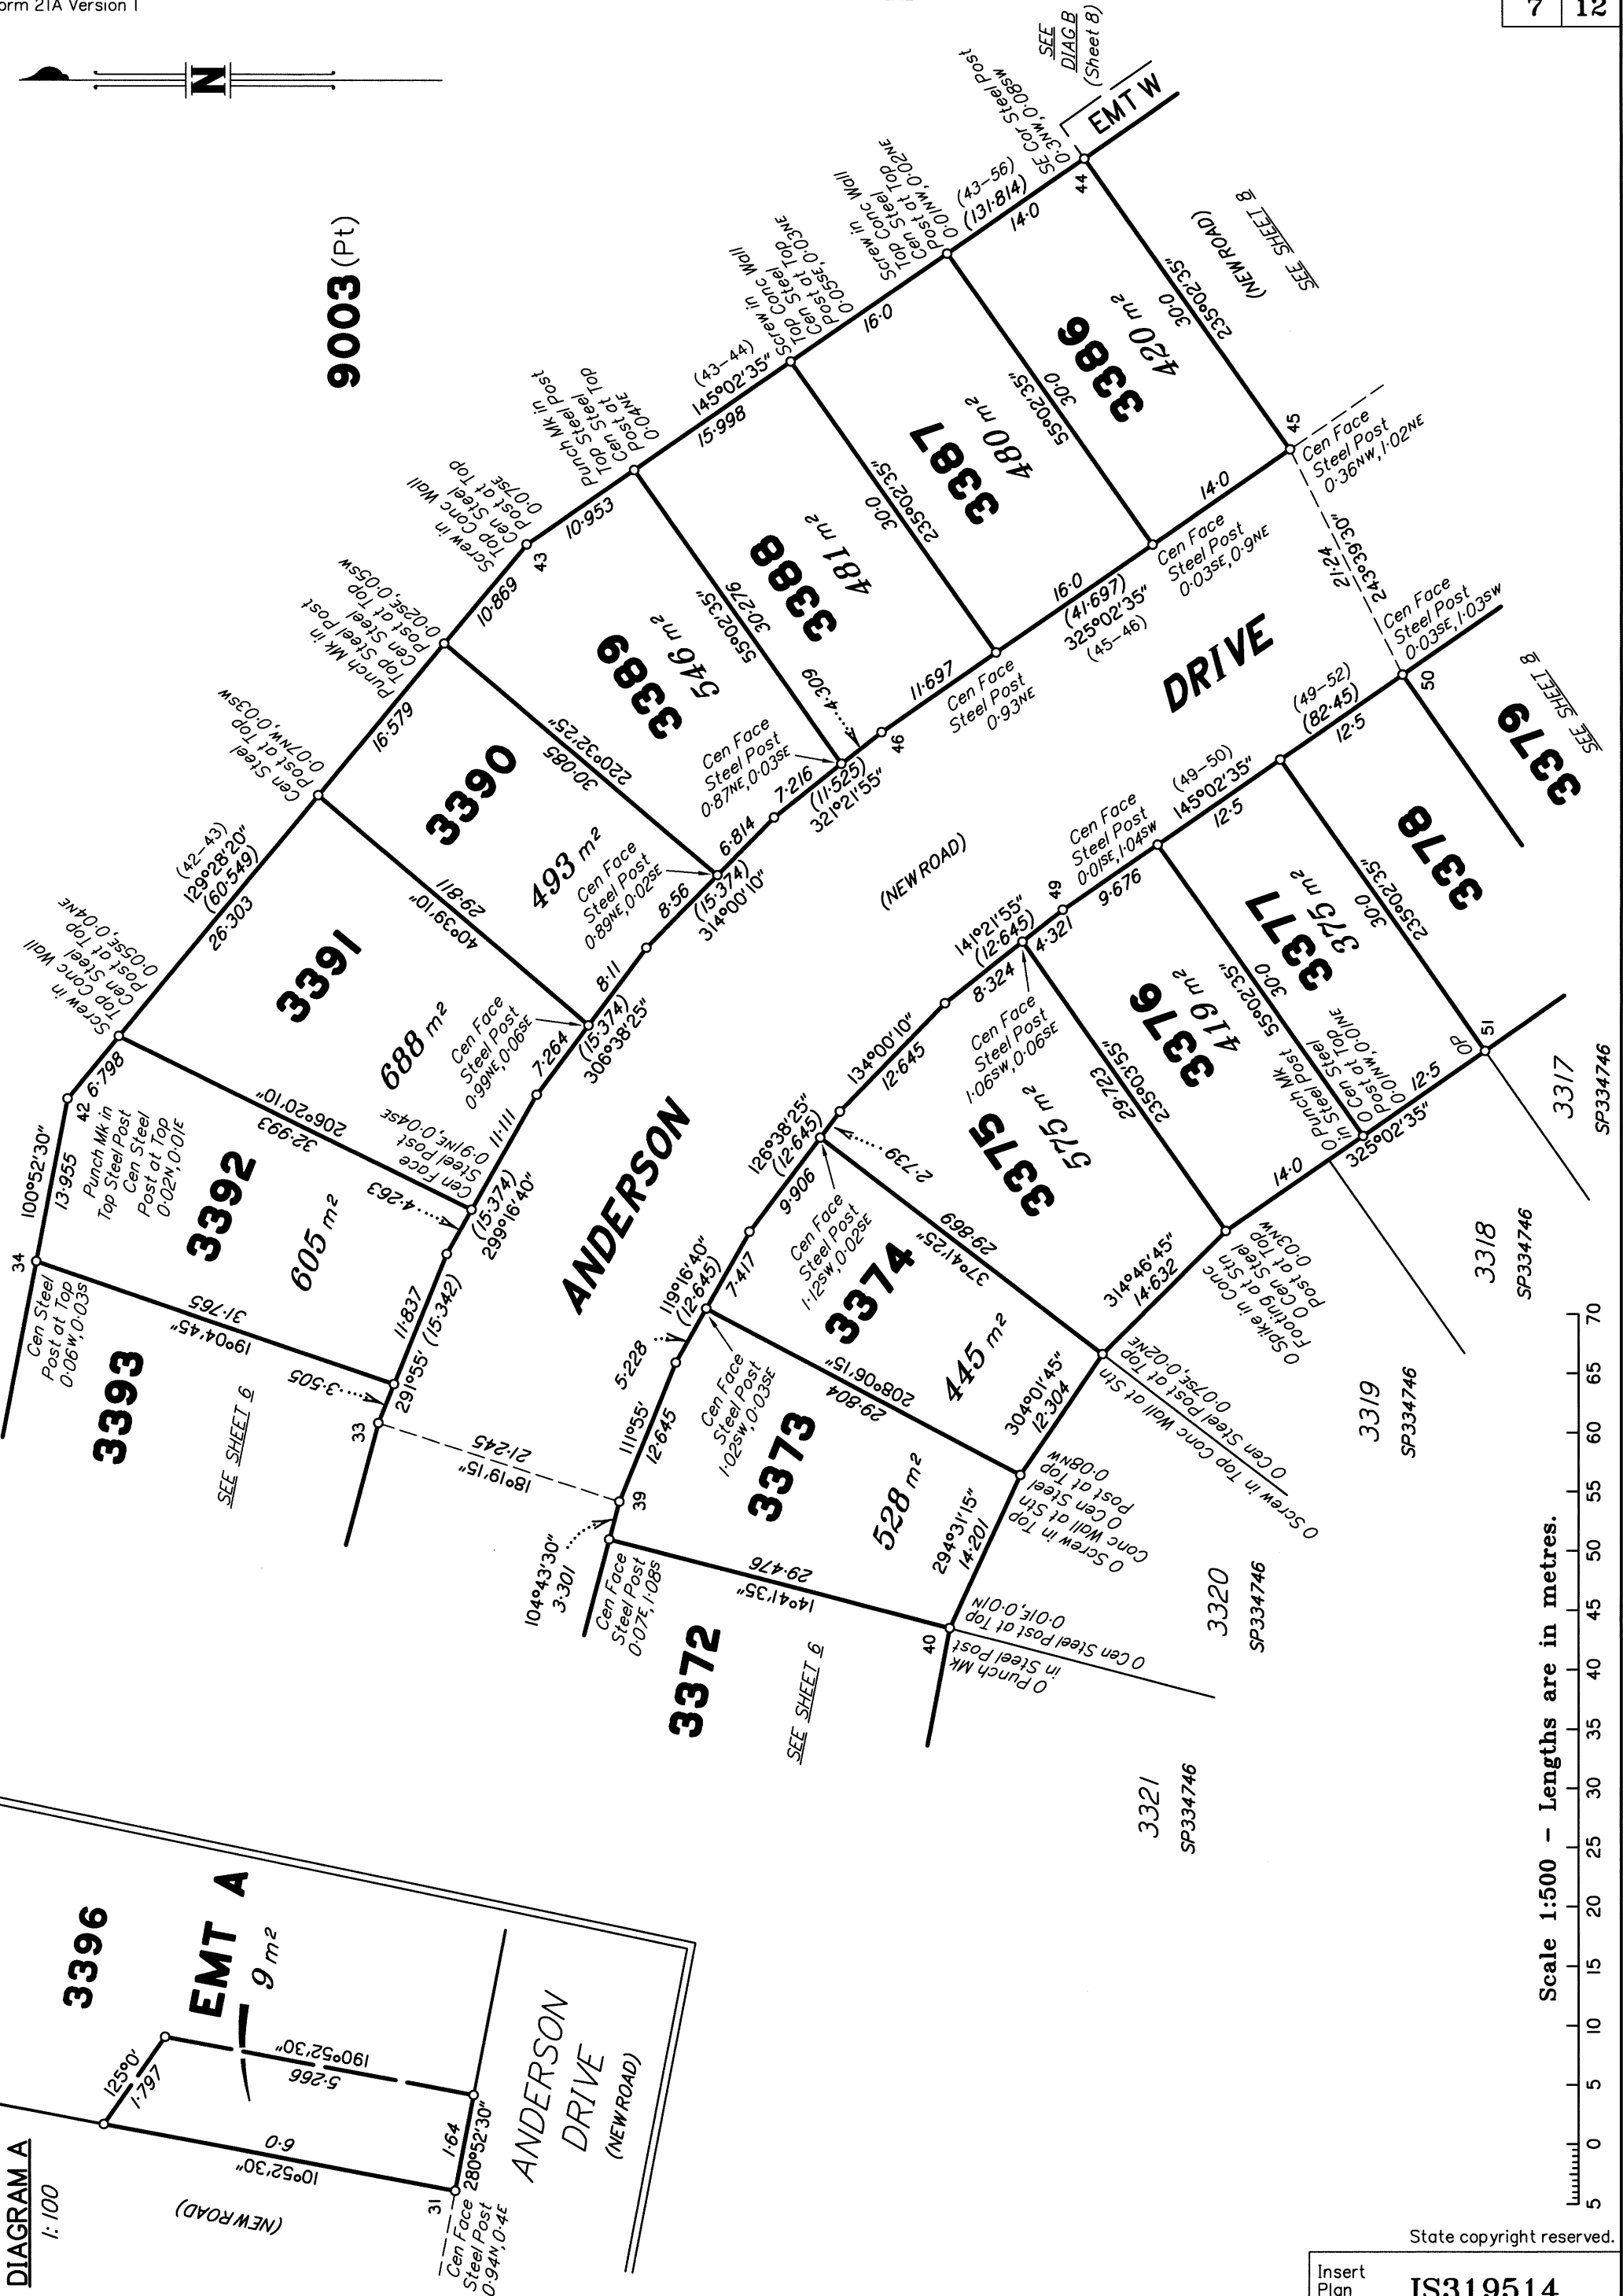 orm 21A Version 1
7 12
N
9003 (Pt)
SEE
DIAG B
(Sheet 8)
EMT W
SE Cor Steel Post
0·3NW,0·08SW
44
(43-56)
(131·814)
14·0
Screw in
Top Conc Wall
Cen Steel
Post at Top
0·01NW,0·02NE
16·0
Screw in
Top Conc Wall
Cen Steel
Post at Top
0·05SE,0·03NE
(43-44)
145°02'35"
15·998
Punch Mk in
Top Steel Post
Cen Steel
Post at Top
0·04NE
10·953
Screw in
Top Conc Wall
Cen Steel
Post at Top
0·07SE
43
10·869
Punch Mk in
Top Steel Post
Cen Steel
Post at Top
0·02SE,0·05SW
16·579
Cen Steel
Post at Top
0·07NW,0·03SW
(42-43)
129°28'20"
(60·549)
26·303
Screw in
Top Conc Wall
Cen Steel
Post at Top
0·05SE,0·04NE
6·798
42
Punch Mk in
Top Steel Post
Cen Steel
Post at Top
0·02N,0·01E
100°52'30"
13·955
34
Cen Steel
Post at Top
0·06W,0·03S
3386
420 m²
235°02'35"
30·0
(NEW ROAD)
SEE SHEET 8
55°02'35"
30·0
3387
480 m²
235°02'35"
30·0
3388
481 m²
55°02'35"
30·276
3389
546 m²
220°32'25"
30·085
3390
493 m²
40°39'10"
29·811
3391
688 m²
206°20'10"
32·993
3392
605 m²
19°04'45"
31·765
3393
SEE SHEET 6
45
Cen Face
Steel Post
0·36NW,1·02NE
14·0
Cen Face
Steel Post
0·03SE,0·9NE
16·0
(41·697)
325°02'35"
(45-46)
11·697
Cen Face
Steel Post
0·93NE
46
4·309
Cen Face
Steel Post
0·87NE,0·03SE
7·216
(11·525)
321°21'55"
6·814
Cen Face
Steel Post
0·89NE,0·02SE
8·56
(15·374)
314°00'10"
8·11
Cen Face
Steel Post
0·99NE,0·06SE
7·264
(15·374)
306°38'25"
11·111
Cen Face
Steel Post
0·91NE,0·04SE
4·263
(15·374)
299°16'40"
11·837
291°55' (15·342)
3·505
33
18°19'15"
21·245
ANDERSON
DRIVE
(NEW ROAD)
21·24
243°39'30"
50
Cen Face
Steel Post
0·03SE,1·03SW
SEE SHEET 8
3379
(49-52)
(82·45)
12·5
(49-50)
145°02'35"
12·5
Cen Face
Steel Post
0·01SE,1·04SW
49
9·676
4·321
141°21'55"
(12·645)
8·324
Cen Face
Steel Post
1·06SW,0·06SE
134°00'10"
12·645
2·739
126°38'25"
(12·645)
9·906
Cen Face
Steel Post
1·12SW,0·02SE
119°16'40"
(12·645)
7·417
5·228
Cen Face
Steel Post
1·02SW,0·03SE
111°55'
12·645
39
104°43'30"
3·301
Cen Face
Steel Post
0·07E,1·08S
3378
235°02'35"
30·0
3377
375 m²
55°02'35"
30·0
3376
419 m²
235°03'55"
29·723
3375
575 m²
37°41'25"
29·869
3374
445 m²
208°06'15"
29·804
3373
528 m²
14°41'35"
29·476
3372
SEE SHEET 6
51
OP
12·5
325°02'35"
O Punch Mk
in Steel Post
O Cen Steel
Post at Top
0·01NW,0·01NE
14·0
O Spike in Conc
Footing at Stn
O Cen Steel
Post at Top
0·03NW
314°46'45"
14·632
O Screw in Top Conc Wall at Stn
O Cen Steel Post at Top
0·07SE,0·02NE
304°01'45"
12·304
O Screw in Top
Conc Wall at Stn
O Cen Steel
Post at Top
0·08NW
294°31'15"
14·201
40
O Punch Mk
in Steel Post
O Cen Steel Post at Top
0·01E,0·01N
3317
SP334746
3318
SP334746
3319
SP334746
3320
SP334746
3321
SP334746
DIAGRAM A
1:100
3396
EMT A
9 m²
125°0'
1·797
190°52'30"
5·266
6·0
10°52'30"
1·64
280°52'30"
31
Cen Face
Steel Post
0·94N,0·4E
(NEW ROAD)
ANDERSON
DRIVE
(NEW ROAD)
Scale 1:500 – Lengths are in metres.
5 0 5 10 15 20 25 30 35 40 45 50 55 60 65 70
State copyright reserved.
Insert
Plan
IS319514